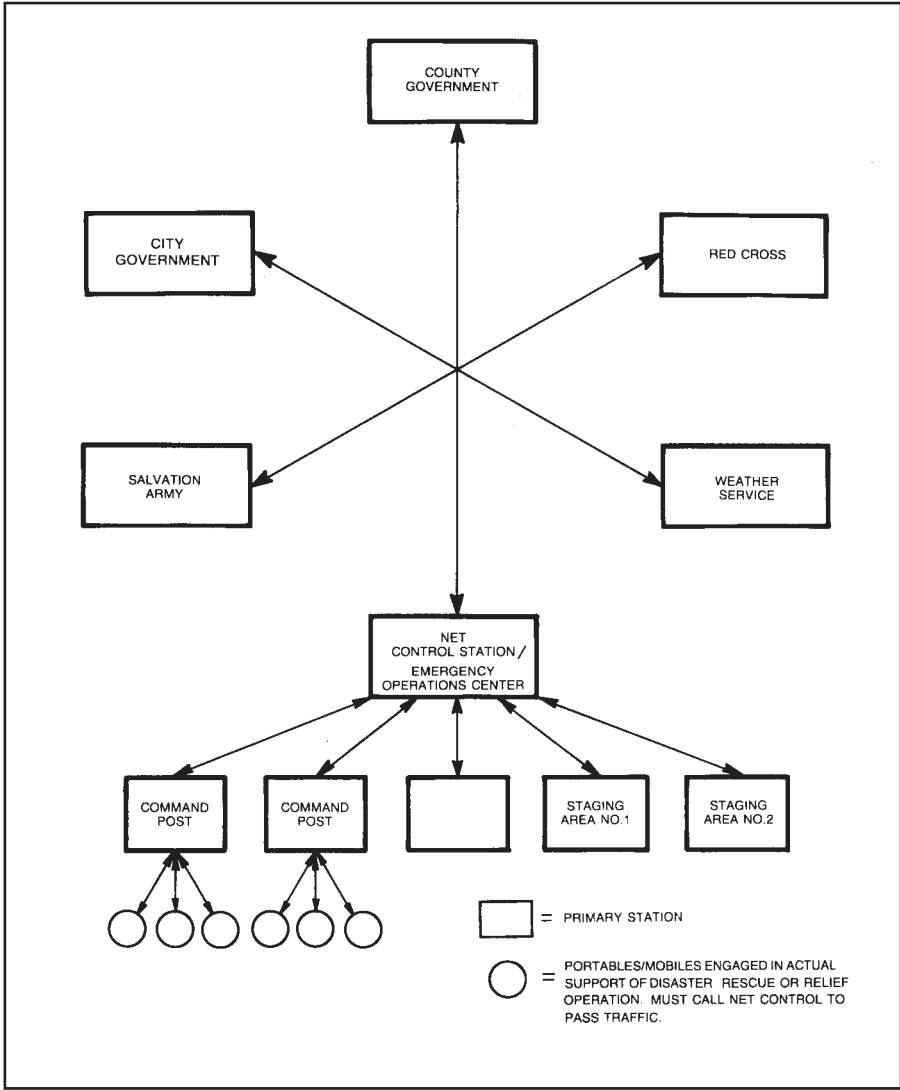 COUNTY
GOVERNMENT
CITY
GOVERNMENT
RED CROSS
SALVATION
ARMY
WEATHER
SERVICE
NET
CONTROL STATION /
EMERGENCY
OPERATIONS CENTER
COMMAND
POST
COMMAND
POST
STAGING
AREA NO.1
STAGING
AREA NO.2
= PRIMARY STATION
= PORTABLES/MOBILES ENGAGED IN ACTUAL
SUPPORT OF DISASTER RESCUE OR RELIEF
OPERATION. MUST CALL NET CONTROL TO
PASS TRAFFIC.